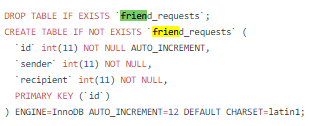 DROP TABLE IF EXISTS `friend_requests`;
CREATE TABLE IF NOT EXISTS `friend_requests` (
  `id` int(11) NOT NULL AUTO_INCREMENT,
  `sender` int(11) NOT NULL,
  `recipient` int(11) NOT NULL,
  PRIMARY KEY (`id`)
) ENGINE=InnoDB AUTO_INCREMENT=12 DEFAULT CHARSET=latin1;